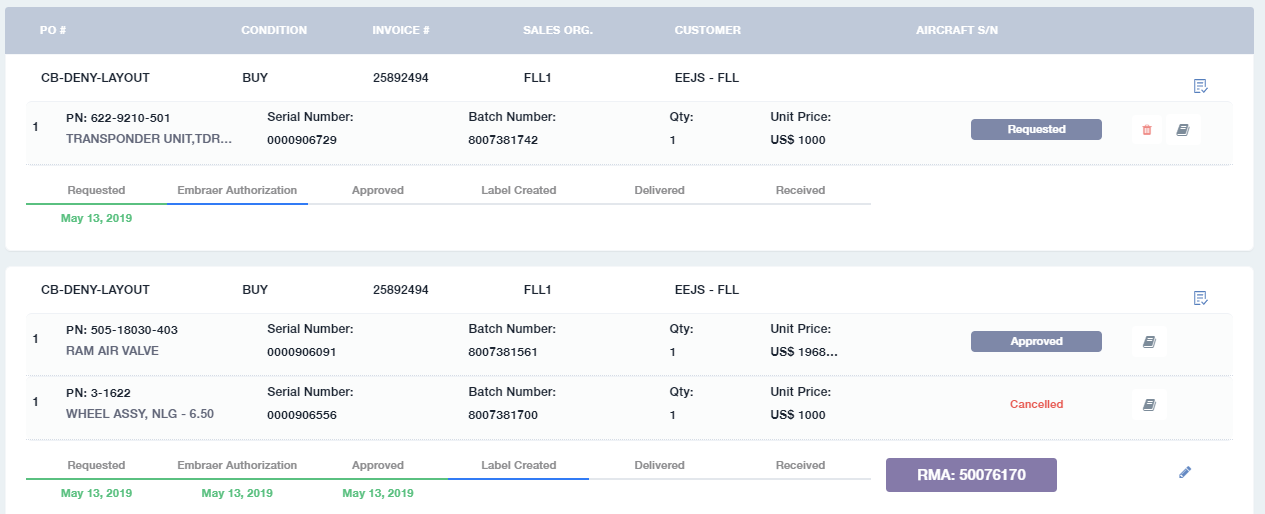 PO # CONDITION INVOICE # SALES ORG. CUSTOMER AIRCRAFT S/N
CB-DENY-LAYOUT BUY 25892494 FLL1 EEJS - FLL
1 PN: 622-9210-501 Serial Number: Batch Number: Qty: Unit Price: Requested
TRANSPONDER UNIT,TDR... 0000906729 8007381742 1 US$ 1000
Requested Embraer Authorization Approved Label Created Delivered Received
May 13, 2019
CB-DENY-LAYOUT BUY 25892494 FLL1 EEJS - FLL
1 PN: 505-18030-403 Serial Number: Batch Number: Qty: Unit Price: Approved
RAM AIR VALVE 0000906091 8007381561 1 US$ 1968...
1 PN: 3-1622 Serial Number: Batch Number: Qty: Unit Price: Cancelled
WHEEL ASSY, NLG - 6.50 0000906556 8007381700 1 US$ 1000
Requested Embraer Authorization Approved Label Created Delivered Received RMA: 50076170
May 13, 2019 May 13, 2019 May 13, 2019